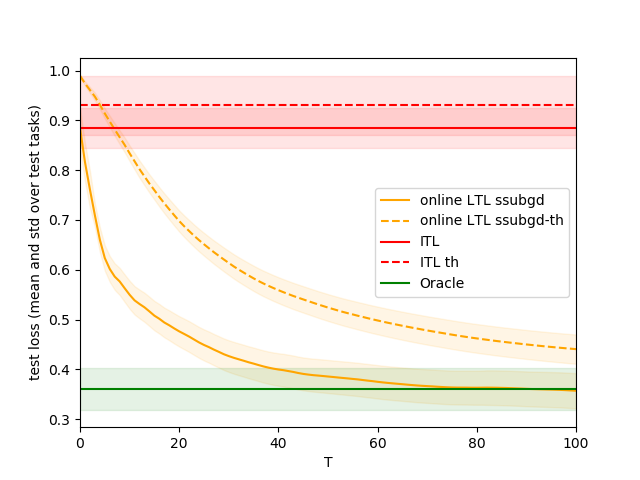 1.0
0.9
0.8
0.7
0.6
0.5
0.4
0.3
test loss (mean and std over test tasks)
online LTL ssubgd
online LTL ssubgd-th
ITL
ITL th
Oracle
0 20 40 60 80 100
T